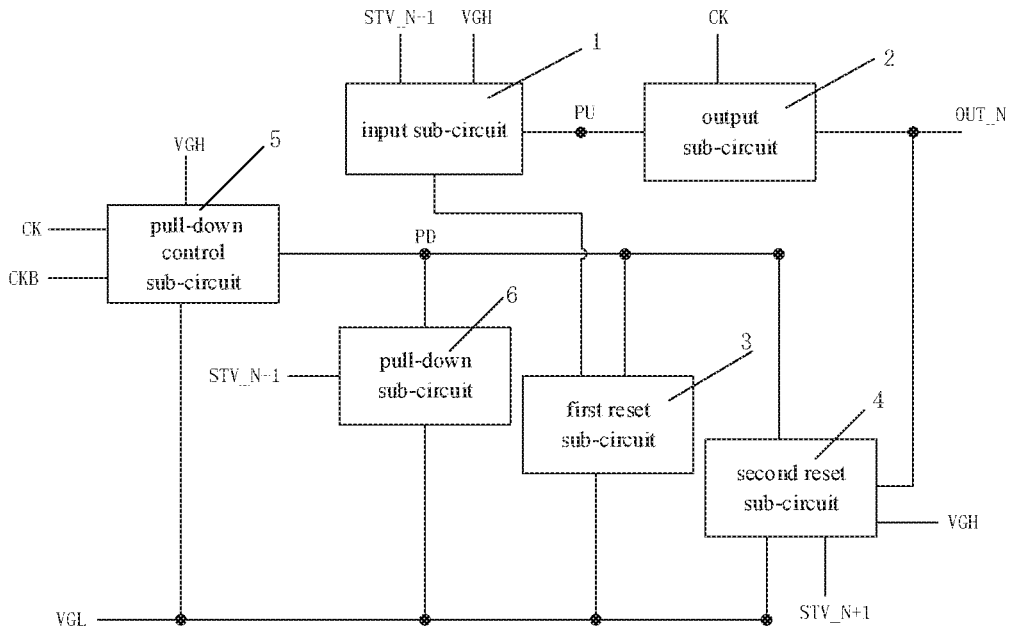 STV_N-1
VGH
CK
1
2
input sub-circuit
PU
output
sub-circuit
OUT_N
VGH
5
CK
CKB
pull-down
control
sub-circuit
PD
6
STV_N-1
pull-down
sub-circuit
3
first reset
sub-circuit
4
second reset
sub-circuit
VGH
VGL
STV_N+1